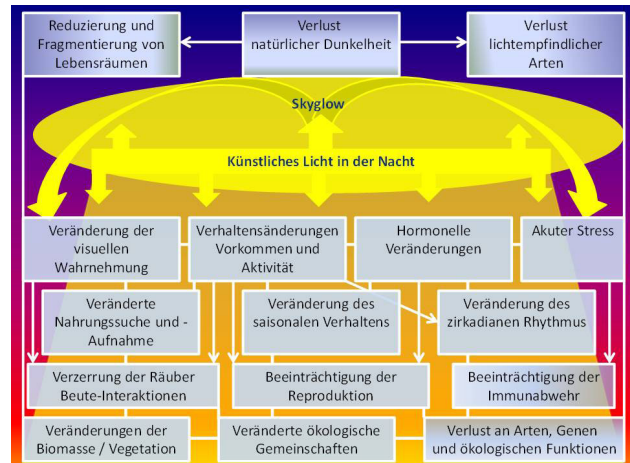 Reduzierung und
Fragmentierung von
Lebensräumen
Verlust
natürlicher Dunkelheit
Verlust
lichtempfindlicher
Arten
Skyglow
Künstliches Licht in der Nacht
Veränderung der
visuellen
Wahrnehmung
Verhaltensänderungen
Vorkommen und
Aktivität
Hormonelle
Veränderungen
Akuter Stress
Veränderte
Nahrungssuche und -
Aufnahme
Veränderung des
saisonalen Verhaltens
Veränderung des
zirkadianen Rhythmus
Verzerrung der Räuber
Beute-Interaktionen
Beeinträchtigung der
Reproduktion
Beeinträchtigung der
Immunabwehr
Veränderungen der
Biomasse / Vegetation
Veränderte ökologische
Gemeinschaften
Verlust an Arten, Genen
und ökologischen Funktionen